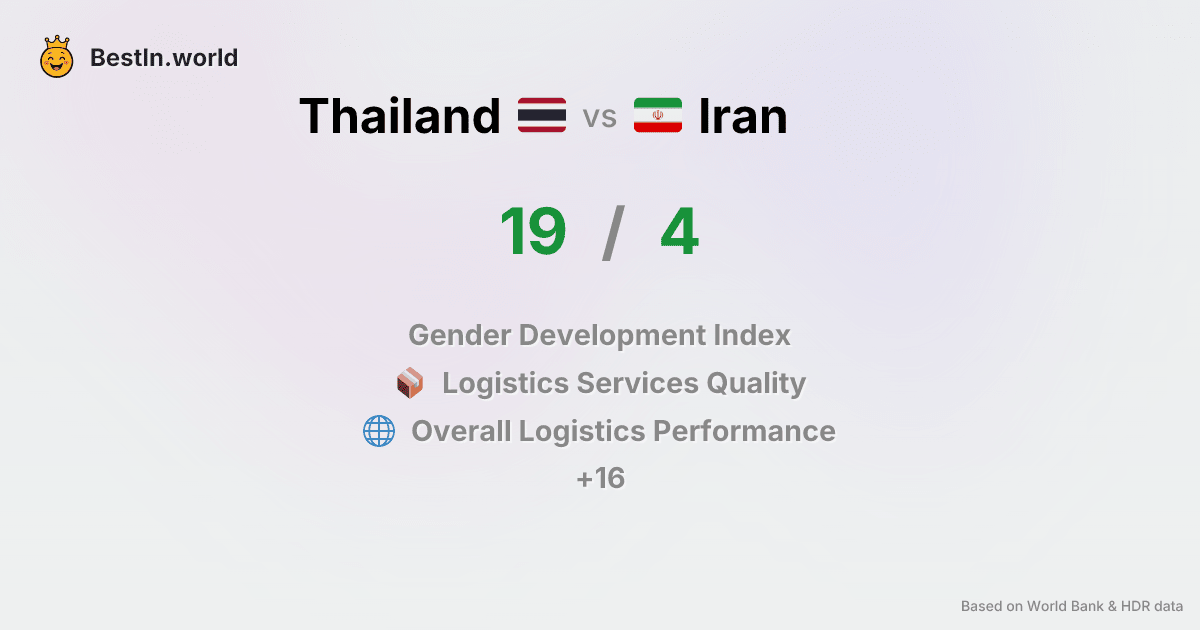 BestIn.world
Thailand vs Iran
19 / 4
Gender Development Index
Logistics Services Quality
Overall Logistics Performance
+16
Based on World Bank & HDR data